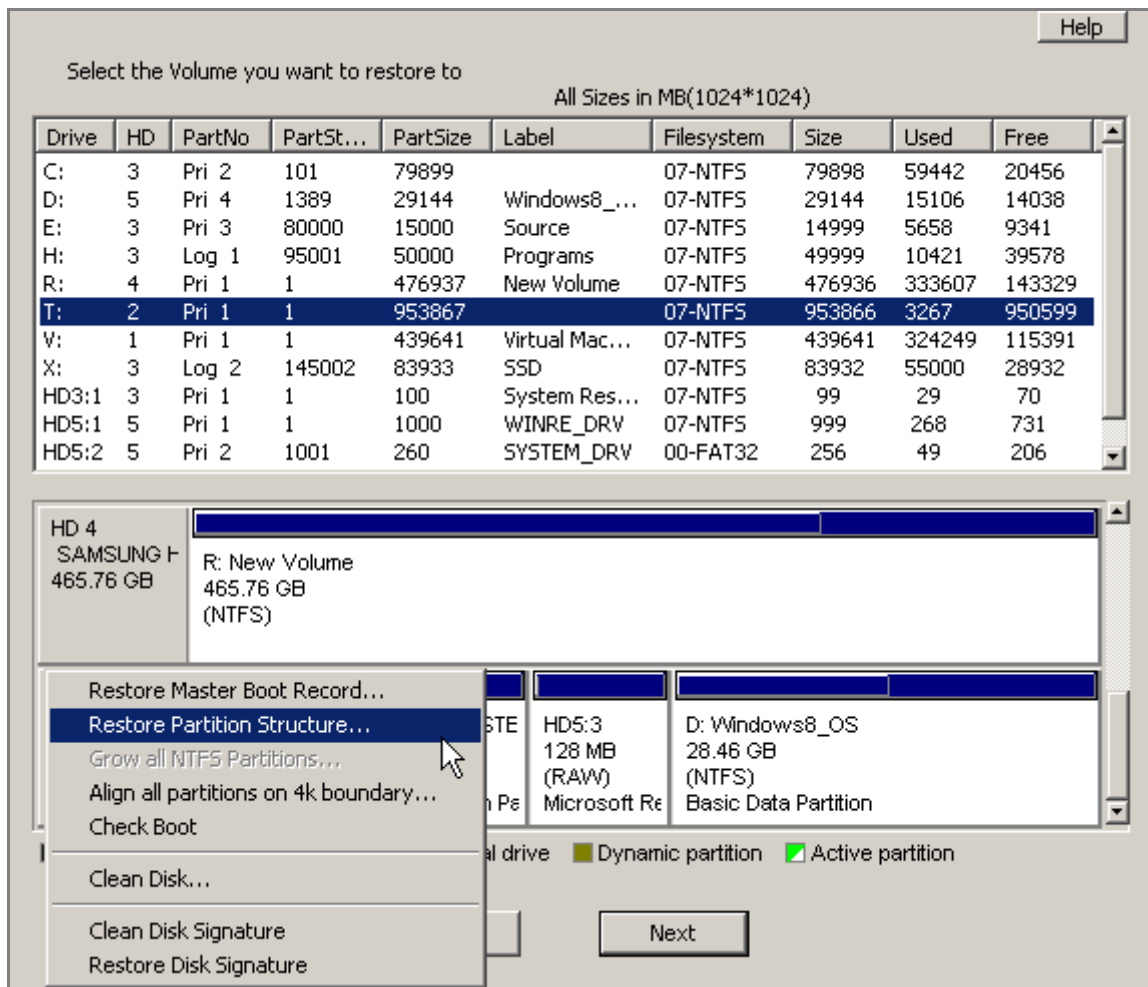 Help
Select the Volume you want to restore to
All Sizes in MB(1024*1024)
Drive HD PartNo PartSt... PartSize Label Filesystem Size Used Free
C: 3 Pri 2 101 79899 07-NTFS 79898 59442 20456
D: 5 Pri 4 1389 29144 Windows8_... 07-NTFS 29144 15106 14038
E: 3 Pri 3 80000 15000 Source 07-NTFS 14999 5658 9341
H: 3 Log 1 95001 50000 Programs 07-NTFS 49999 10421 39578
R: 4 Pri 1 1 476937 New Volume 07-NTFS 476936 333607 143329
T: 2 Pri 1 1 953867 07-NTFS 953866 3267 950599
V: 1 Pri 1 1 439641 Virtual Mac... 07-NTFS 439641 324249 115391
X: 3 Log 2 145002 83933 SSD 07-NTFS 83932 55000 28932
HD3:1 3 Pri 1 1 100 System Res... 07-NTFS 99 29 70
HD5:1 5 Pri 1 1 1000 WINRE_DRV 07-NTFS 999 268 731
HD5:2 5 Pri 2 1001 260 SYSTEM_DRV 00-FAT32 256 49 206
HD 4
SAMSUNG H
465.76 GB
R: New Volume
465.76 GB
(NTFS)
Restore Master Boot Record...
Restore Partition Structure...
Grow all NTFS Partitions...
Align all partitions on 4k boundary...
Check Boot
Clean Disk...
Clean Disk Signature
Restore Disk Signature
STE
n Pa
HD5:3
128 MB
(RAW)
Microsoft Re
D: Windows8_OS
28.46 GB
(NTFS)
Basic Data Partition
al drive Dynamic partition Active partition
Next